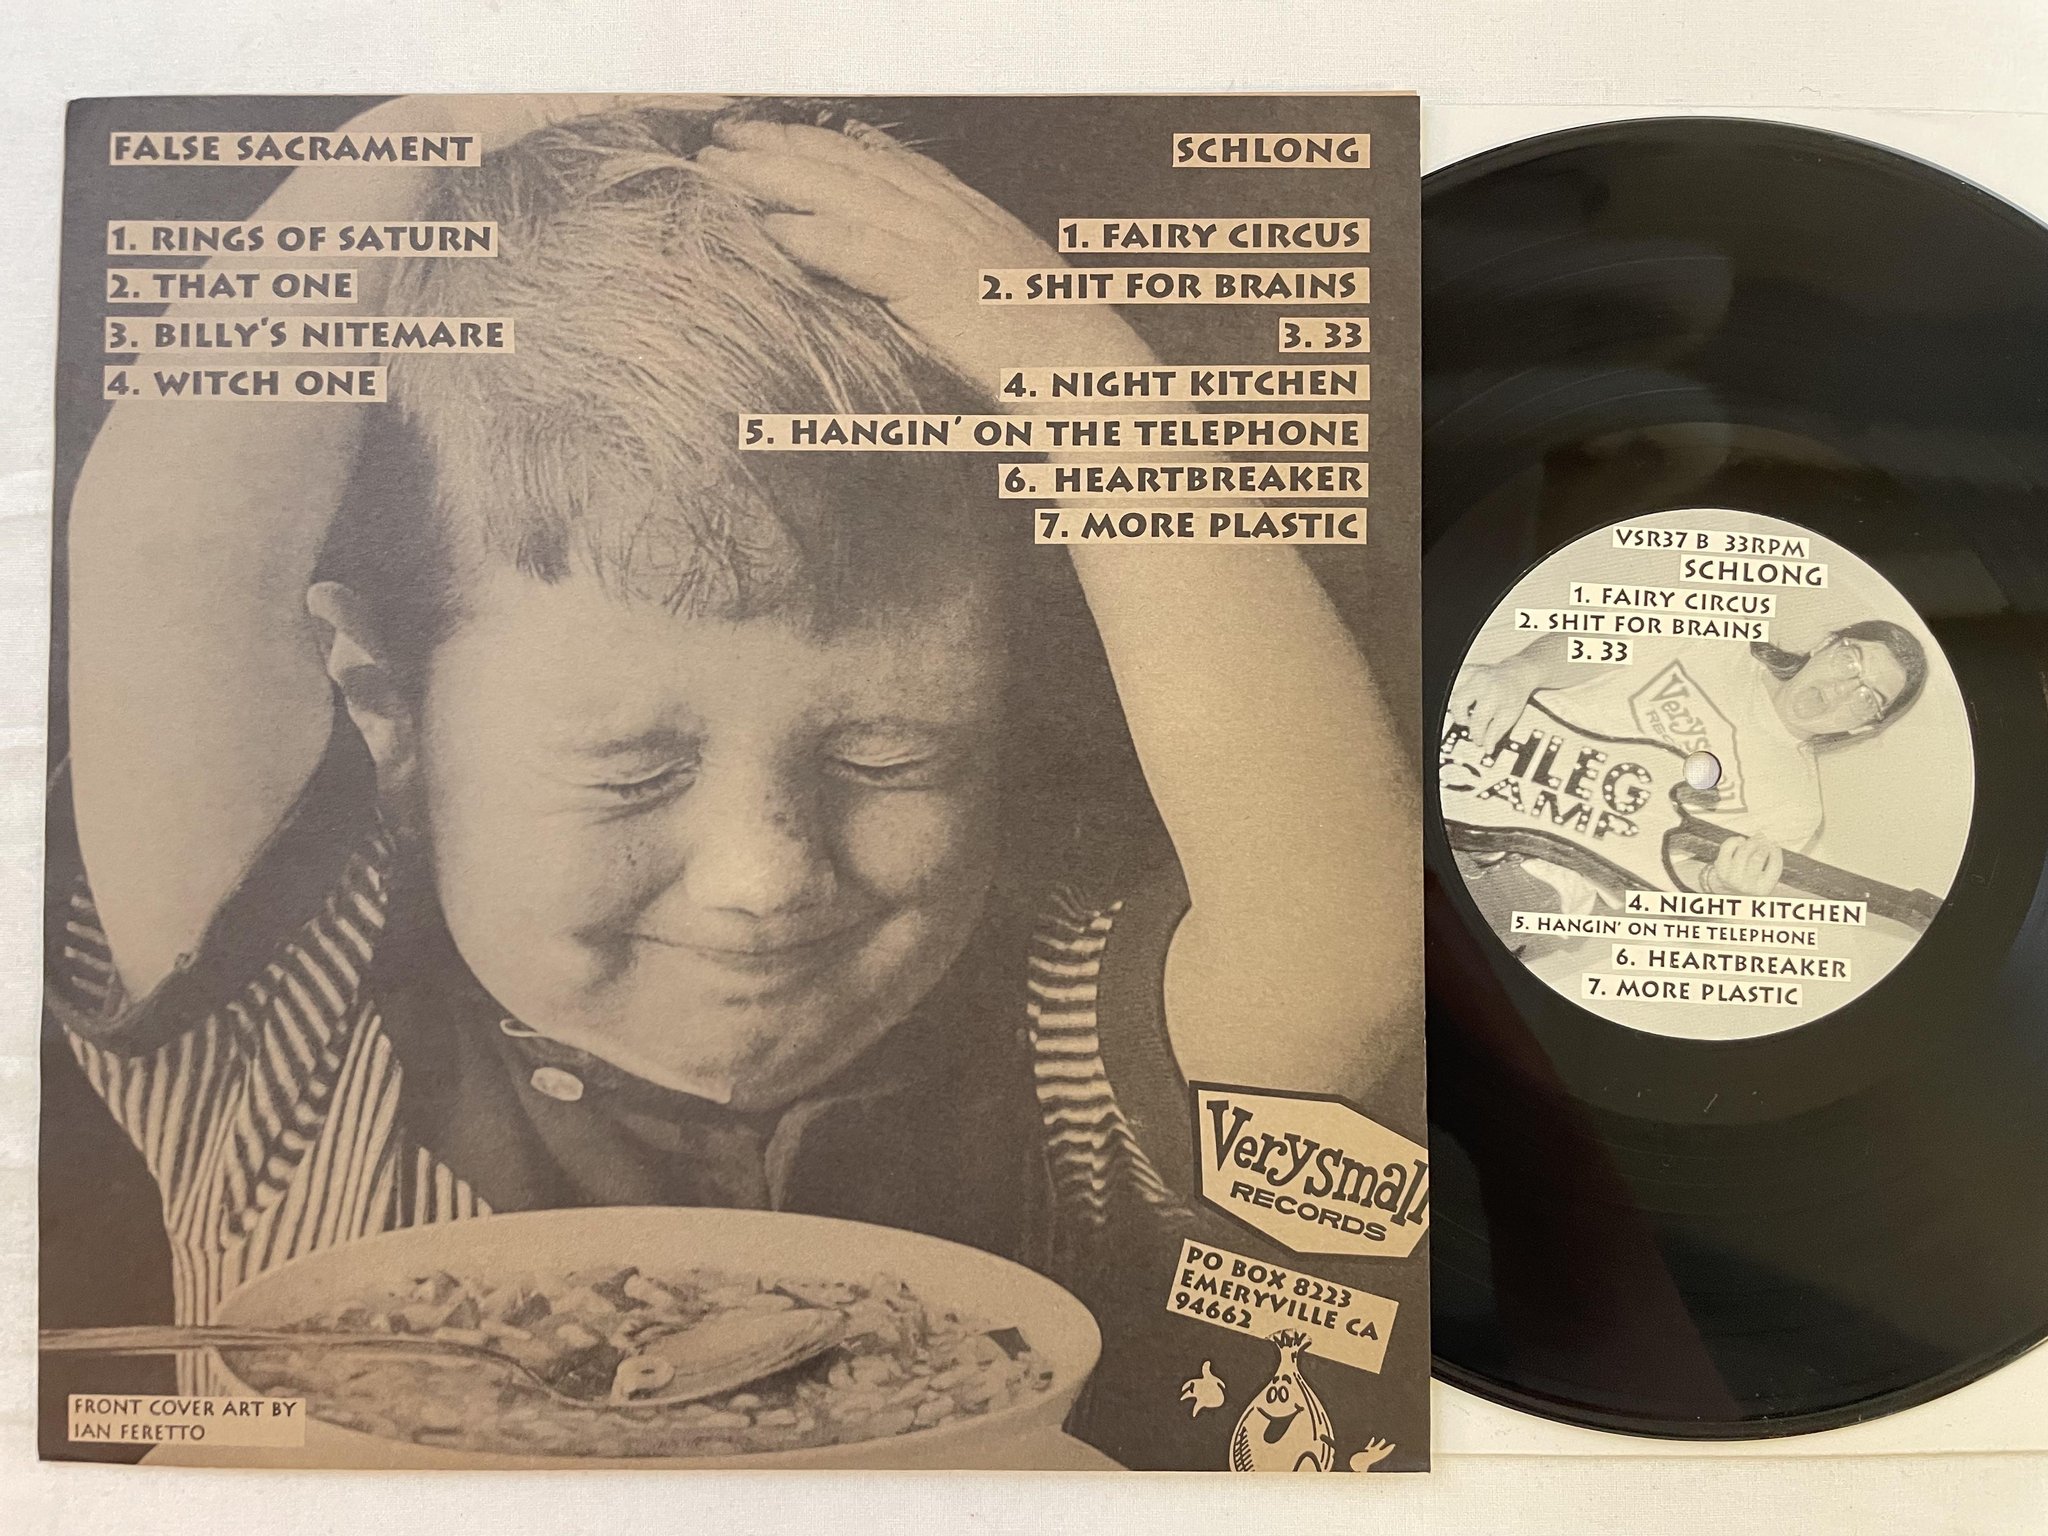 FALSE SACRAMENT
1. RINGS OF SATURN
2. THAT ONE
3. BILLY'S NITEMARE
4. WITCH ONE
SCHLONG
1. FAIRY CIRCUS
2. SHIT FOR BRAINS
3. 33
4. NIGHT KITCHEN
5. HANGIN' ON THE TELEPHONE
6. HEARTBREAKER
7. MORE PLASTIC
Verysmall
RECORDS
PO BOX 8223
EMERYVILLE CA
94662
FRONT COVER ART BY
IAN FERETTO
VSR37 B 33RPM
SCHLONG
1. FAIRY CIRCUS
2. SHIT FOR BRAINS
3. 33
Verysmall
HLEG
CAMP
4. NIGHT KITCHEN
5. HANGIN' ON THE TELEPHONE
6. HEARTBREAKER
7. MORE PLASTIC